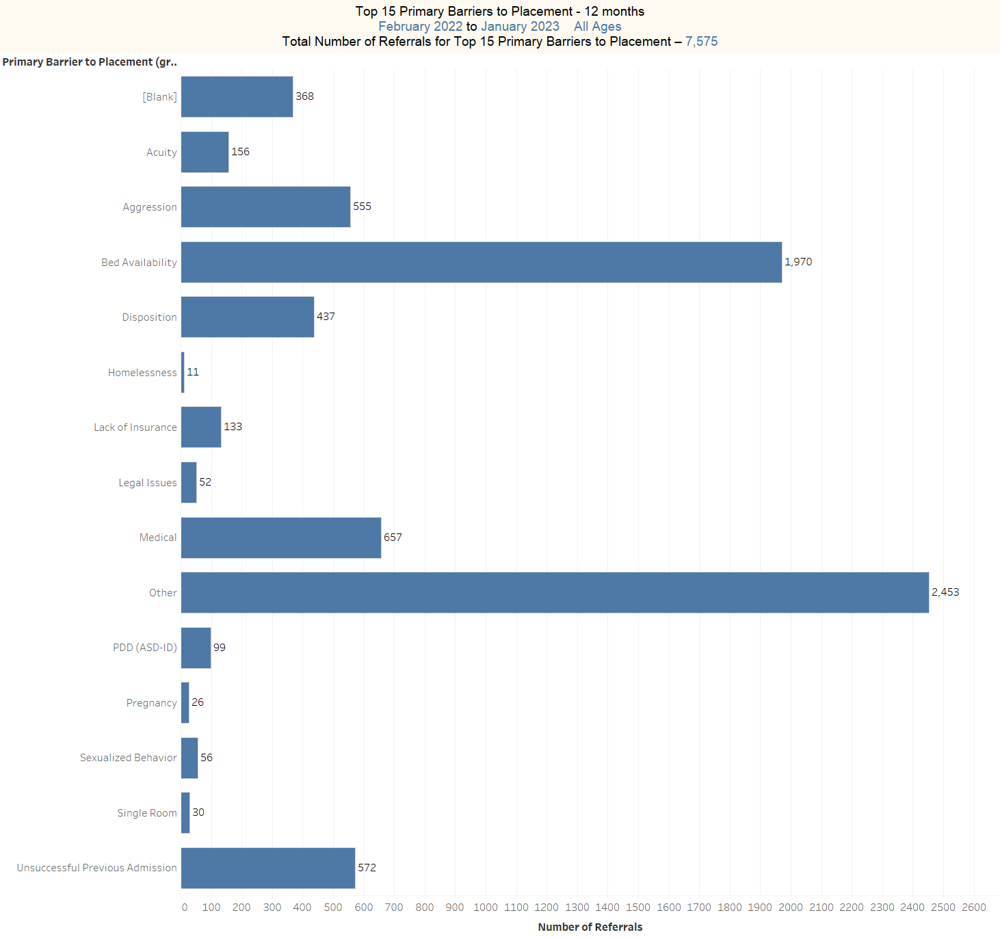 Top 15 Primary Barriers to Placement - 12 months
February 2022 to January 2023 All Ages
Total Number of Referrals for Top 15 Primary Barriers to Placement – 7,575
Primary Barrier to Placement (gr..
[Blank] 368
Acuity 156
Aggression 555
Bed Availability 1,970
Disposition 437
Homelessness 11
Lack of Insurance 133
Legal Issues 52
Medical 657
Other 2,453
PDD (ASD-ID) 99
Pregnancy 26
Sexualized Behavior 56
Single Room 30
Unsuccessful Previous Admission 572
0 100 200 300 400 500 600 700 800 900 1000 1100 1200 1300 1400 1500 1600 1700 1800 1900 2000 2100 2200 2300 2400 2500 2600
Number of Referrals